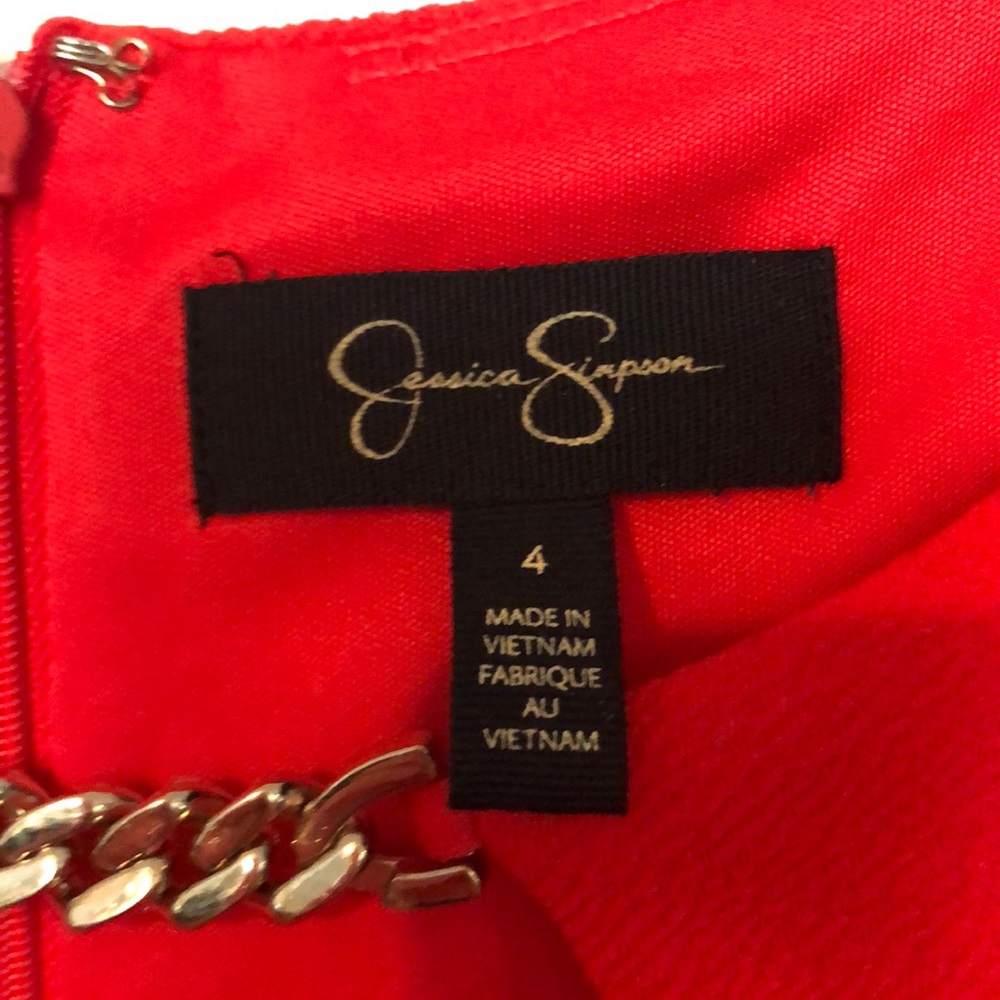 Jessica Simpson
4
MADE IN
VIETNAM
FABRIQUE
AU
VIETNAM